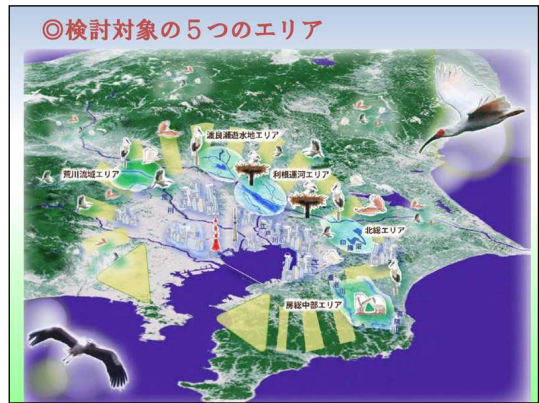 ◎検討対象の5つのエリア
渡良瀬遊水地エリア
荒川流域エリア
利根運河エリア
北総エリア
房総中部エリア